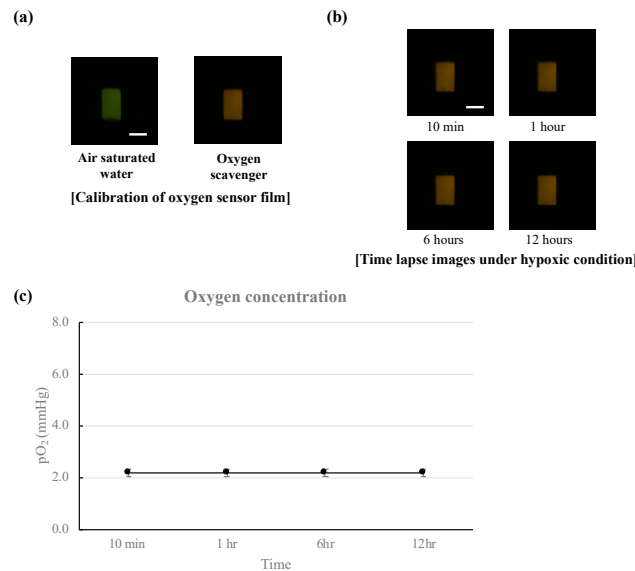 (a)
Air saturated
water
Oxygen
scavenger
[Calibration of oxygen sensor film]
(b)
10 min
1 hour
6 hours
12 hours
[Time lapse images under hypoxic condition]
(c)
Oxygen concentration
8.0
6.0
4.0
2.0
0.0
pO₂ (mmHg)
10 min
1 hr
6hr
12hr
Time